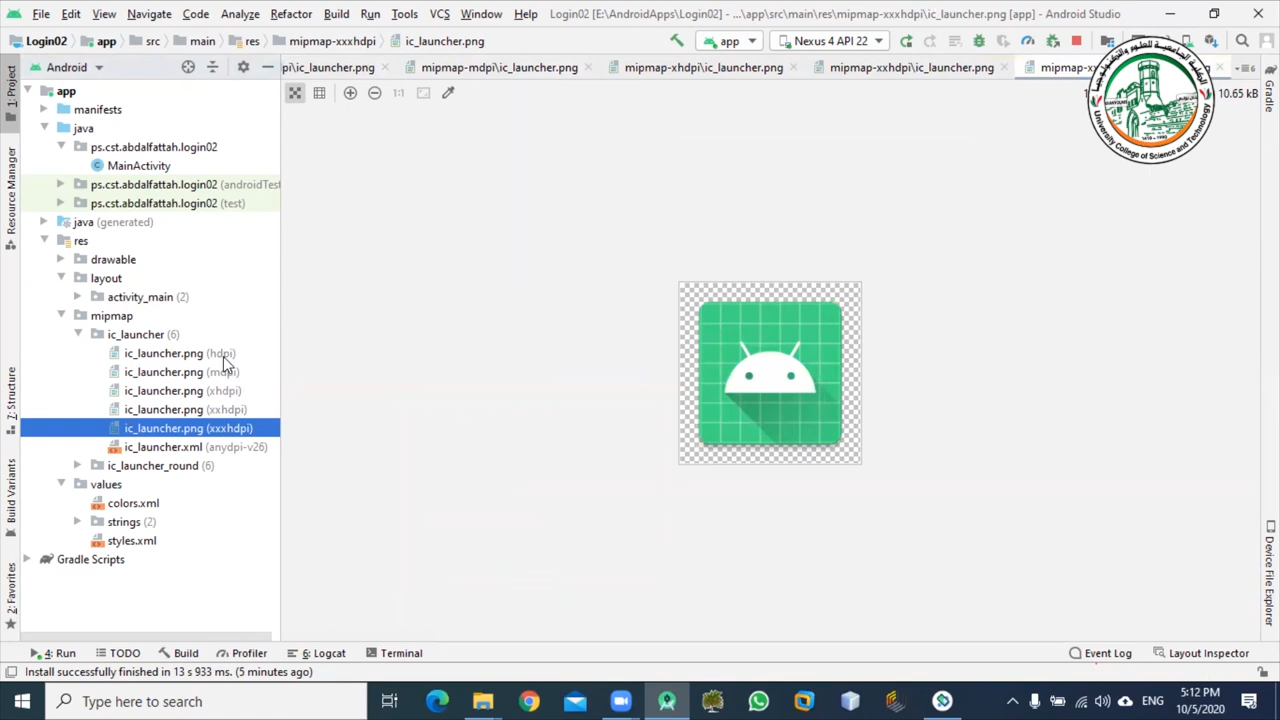 File Edit View Navigate Code Analyze Refactor Build Run Tools VCS Window Help Login02 [E:\AndroidApps\Login02] - ...\app\src\main\res\mipmap-xxxhdpi\ic_launcher.png [app] - Android Studio
Login02 app src main res mipmap-xxxhdpi ic_launcher.png app Nexus 4 API 22
Android pi\ic_launcher.png pi\ic_launcher.png mipmap-xxhdpi\ic_launcher.png mipmap-xxxhdpi\ic_launcher.png
1:1 10.65 kB
University College of Science and Technology
1: Project
Resource Manager
Z: Structure
Build Variants
2: Favorites
app
manifests
java
ps.cst.abdalfattah.login02
MainActivity
ps.cst.abdalfattah.login02 (androidTest
ps.cst.abdalfattah.login02 (test)
java (generated)
res
drawable
layout
activity_main (2)
mipmap
ic_launcher (6)
ic_launcher.png (hdpi)
ic_launcher.png (mdpi)
ic_launcher.png (xhdpi)
ic_launcher.png (xxhdpi)
ic_launcher.png (xxxhdpi)
ic_launcher.xml (anydpi-v26)
ic_launcher_round (6)
values
colors.xml
strings (2)
styles.xml
Gradle Scripts
Gradle
Device File Explorer
4: Run TODO Build Profiler 6: Logcat Terminal Event Log Layout Inspector
Install successfully finished in 13 s 933 ms. (5 minutes ago)
Type here to search
ENG
5:12 PM
10/5/2020